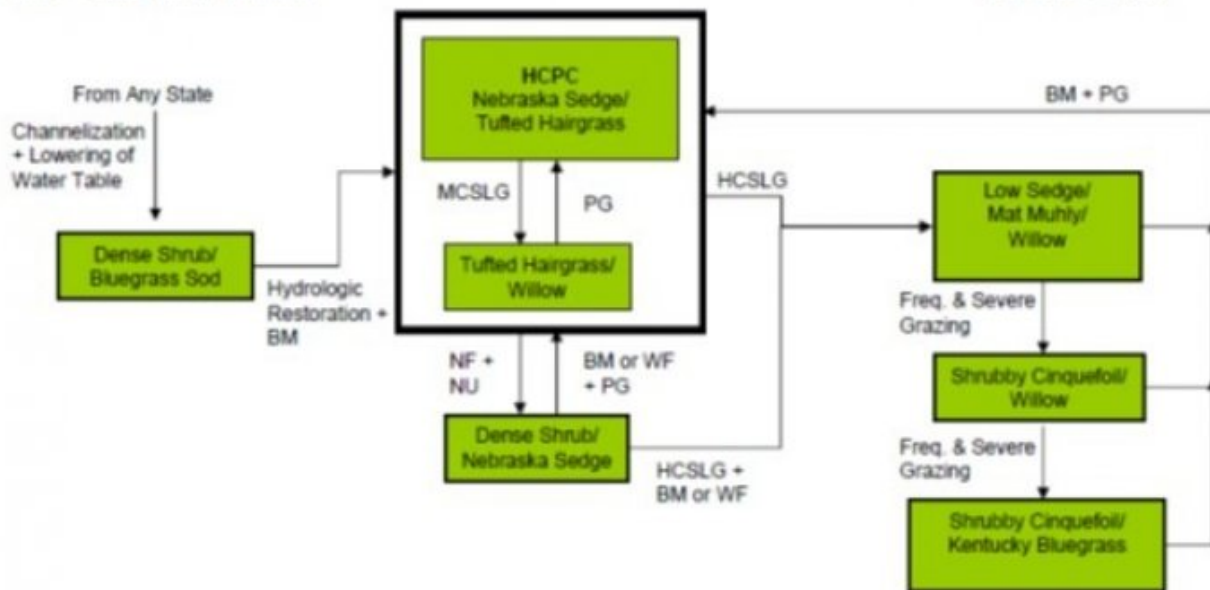 From Any State
Channelization
+ Lowering of
Water Table
Dense Shrub/
Bluegrass Sod
Hydrologic
Restoration +
BM
HCPC
Nebraska Sedge/
Tufted Hairgrass
MCSLG
PG
Tufted Hairgrass/
Willow
NF +
NU
BM or WF
+ PG
Dense Shrub/
Nebraska Sedge
HCSLG +
BM or WF
HCSLG
BM + PG
Low Sedge/
Mat Muhly/
Willow
Freq. & Severe
Grazing
Shrubby Cinquefoil/
Willow
Freq. & Severe
Grazing
Shrubby Cinquefoil/
Kentucky Bluegrass